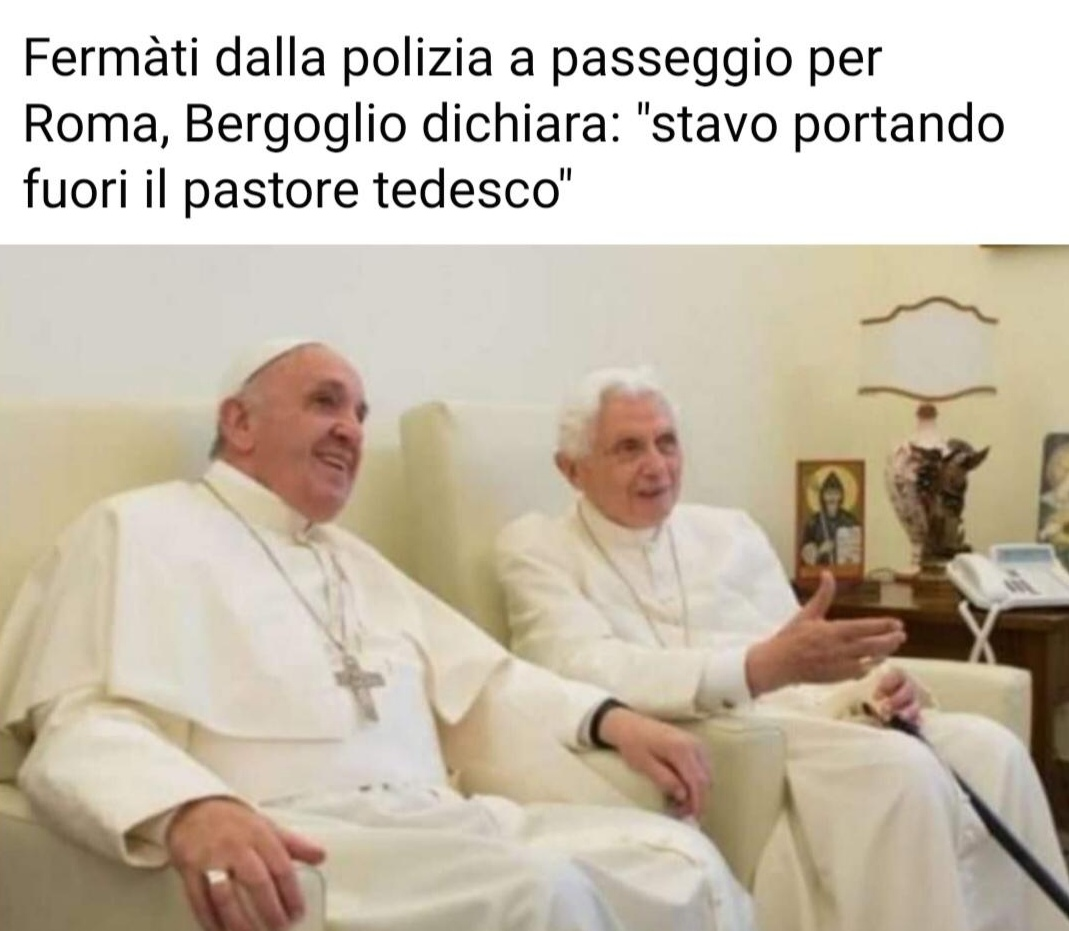 Fermàti dalla polizia a passeggio per
Roma, Bergoglio dichiara: "stavo portando
fuori il pastore tedesco"